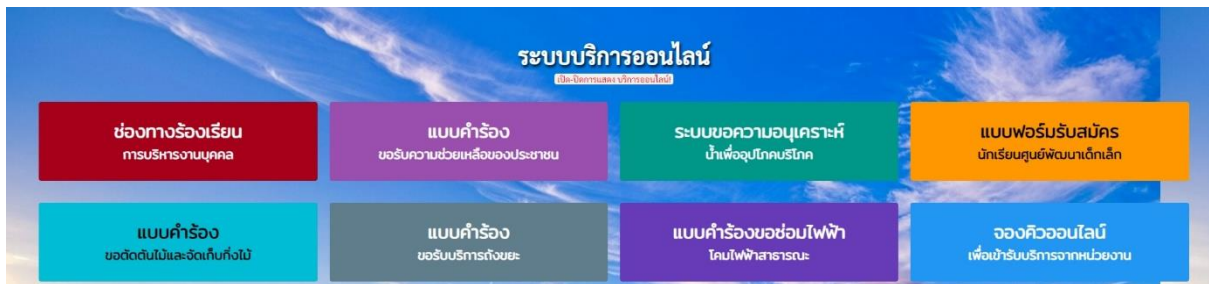 ระบบบริการออนไลน์
เปิด-ปิดการแสดง บริการออนไลน์!
ช่องทางร้องเรียน
การบริหารงานบุคคล
แบบคำร้อง
ขอรับความช่วยเหลือของประชาชน
ระบบขอความอนุเคราะห์
น้ำเพื่ออุปโภคบริโภค
แบบฟอร์มรับสมัคร
นักเรียนศูนย์พัฒนาเด็กเล็ก
แบบคำร้อง
ขอตัดต้นไม้และจัดเก็บกิ่งไม้
แบบคำร้อง
ขอรับบริการถังขยะ
แบบคำร้องขอซ่อมไฟฟ้า
โคมไฟฟ้าสาธารณะ
จองคิวออนไลน์
เพื่อเข้ารับบริการจากหน่วยงาน